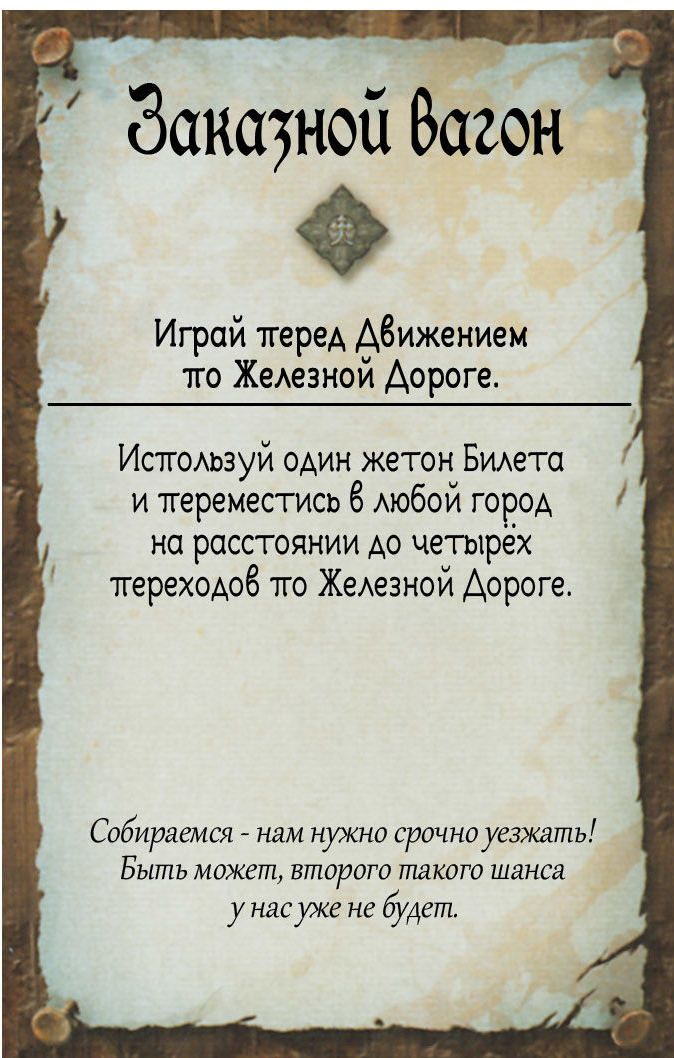 Заказной вагон
Играй перед Движением
по Железной Дороге.
Используй один жетон Билета
и переместись в любой город
на расстоянии до четырёх
переходов по Железной Дороге.
Собираемся - нам нужно срочно уезжать!
Быть может, второго такого шанса
у нас уже не будет.